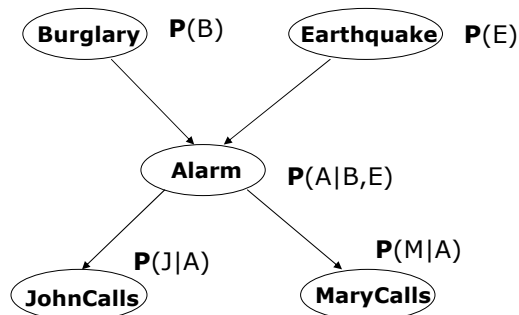 Burglary P(B)
Earthquake P(E)
Alarm
P(A|B,E)
P(J|A)
P(M|A)
JohnCalls
MaryCalls